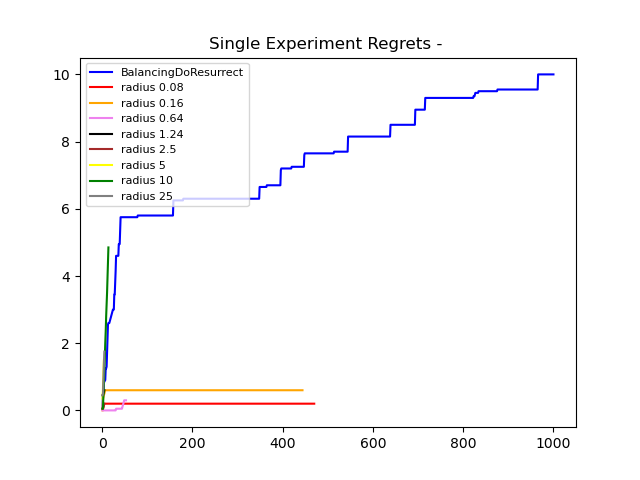 Single Experiment Regrets -
BalancingDoResurrect
radius 0.08
radius 0.16
radius 0.64
radius 1.24
radius 2.5
radius 5
radius 10
radius 25
10
8
6
4
2
0
0 200 400 600 800 1000